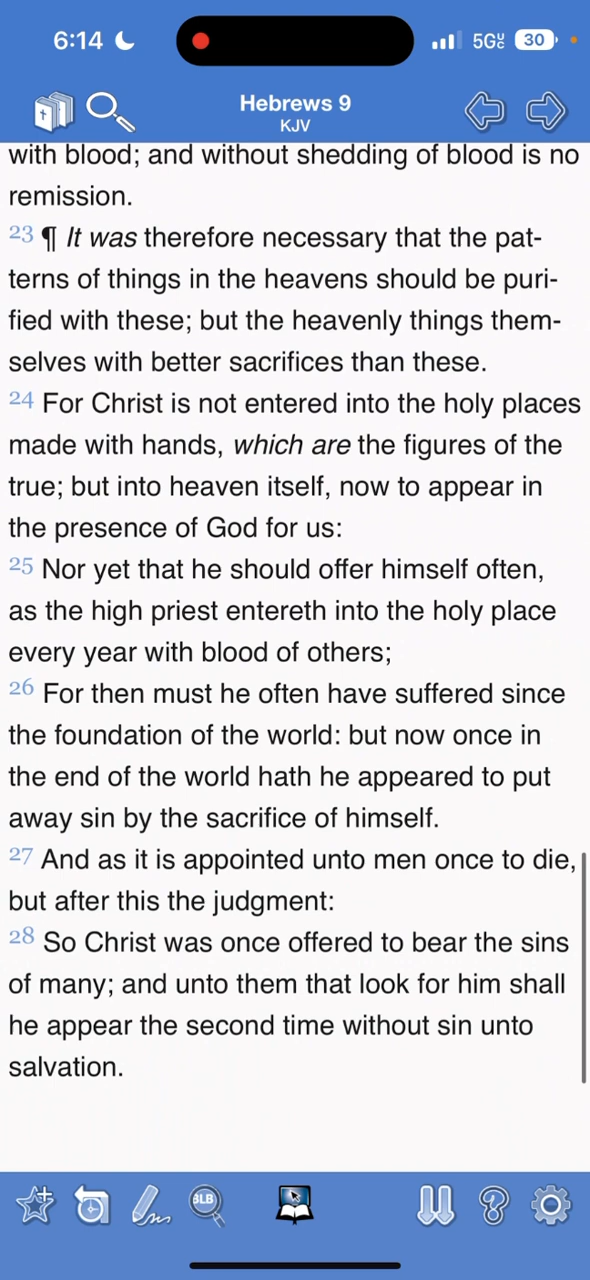 6:14
5G 30
Hebrews 9
KJV
with blood; and without shedding of blood is no
remission.
23 ¶ It was therefore necessary that the pat-
terns of things in the heavens should be puri-
fied with these; but the heavenly things them-
selves with better sacrifices than these.
24 For Christ is not entered into the holy places
made with hands, which are the figures of the
true; but into heaven itself, now to appear in
the presence of God for us:
25 Nor yet that he should offer himself often,
as the high priest entereth into the holy place
every year with blood of others;
26 For then must he often have suffered since
the foundation of the world: but now once in
the end of the world hath he appeared to put
away sin by the sacrifice of himself.
27 And as it is appointed unto men once to die,
but after this the judgment:
28 So Christ was once offered to bear the sins
of many; and unto them that look for him shall
he appear the second time without sin unto
salvation.
BLB